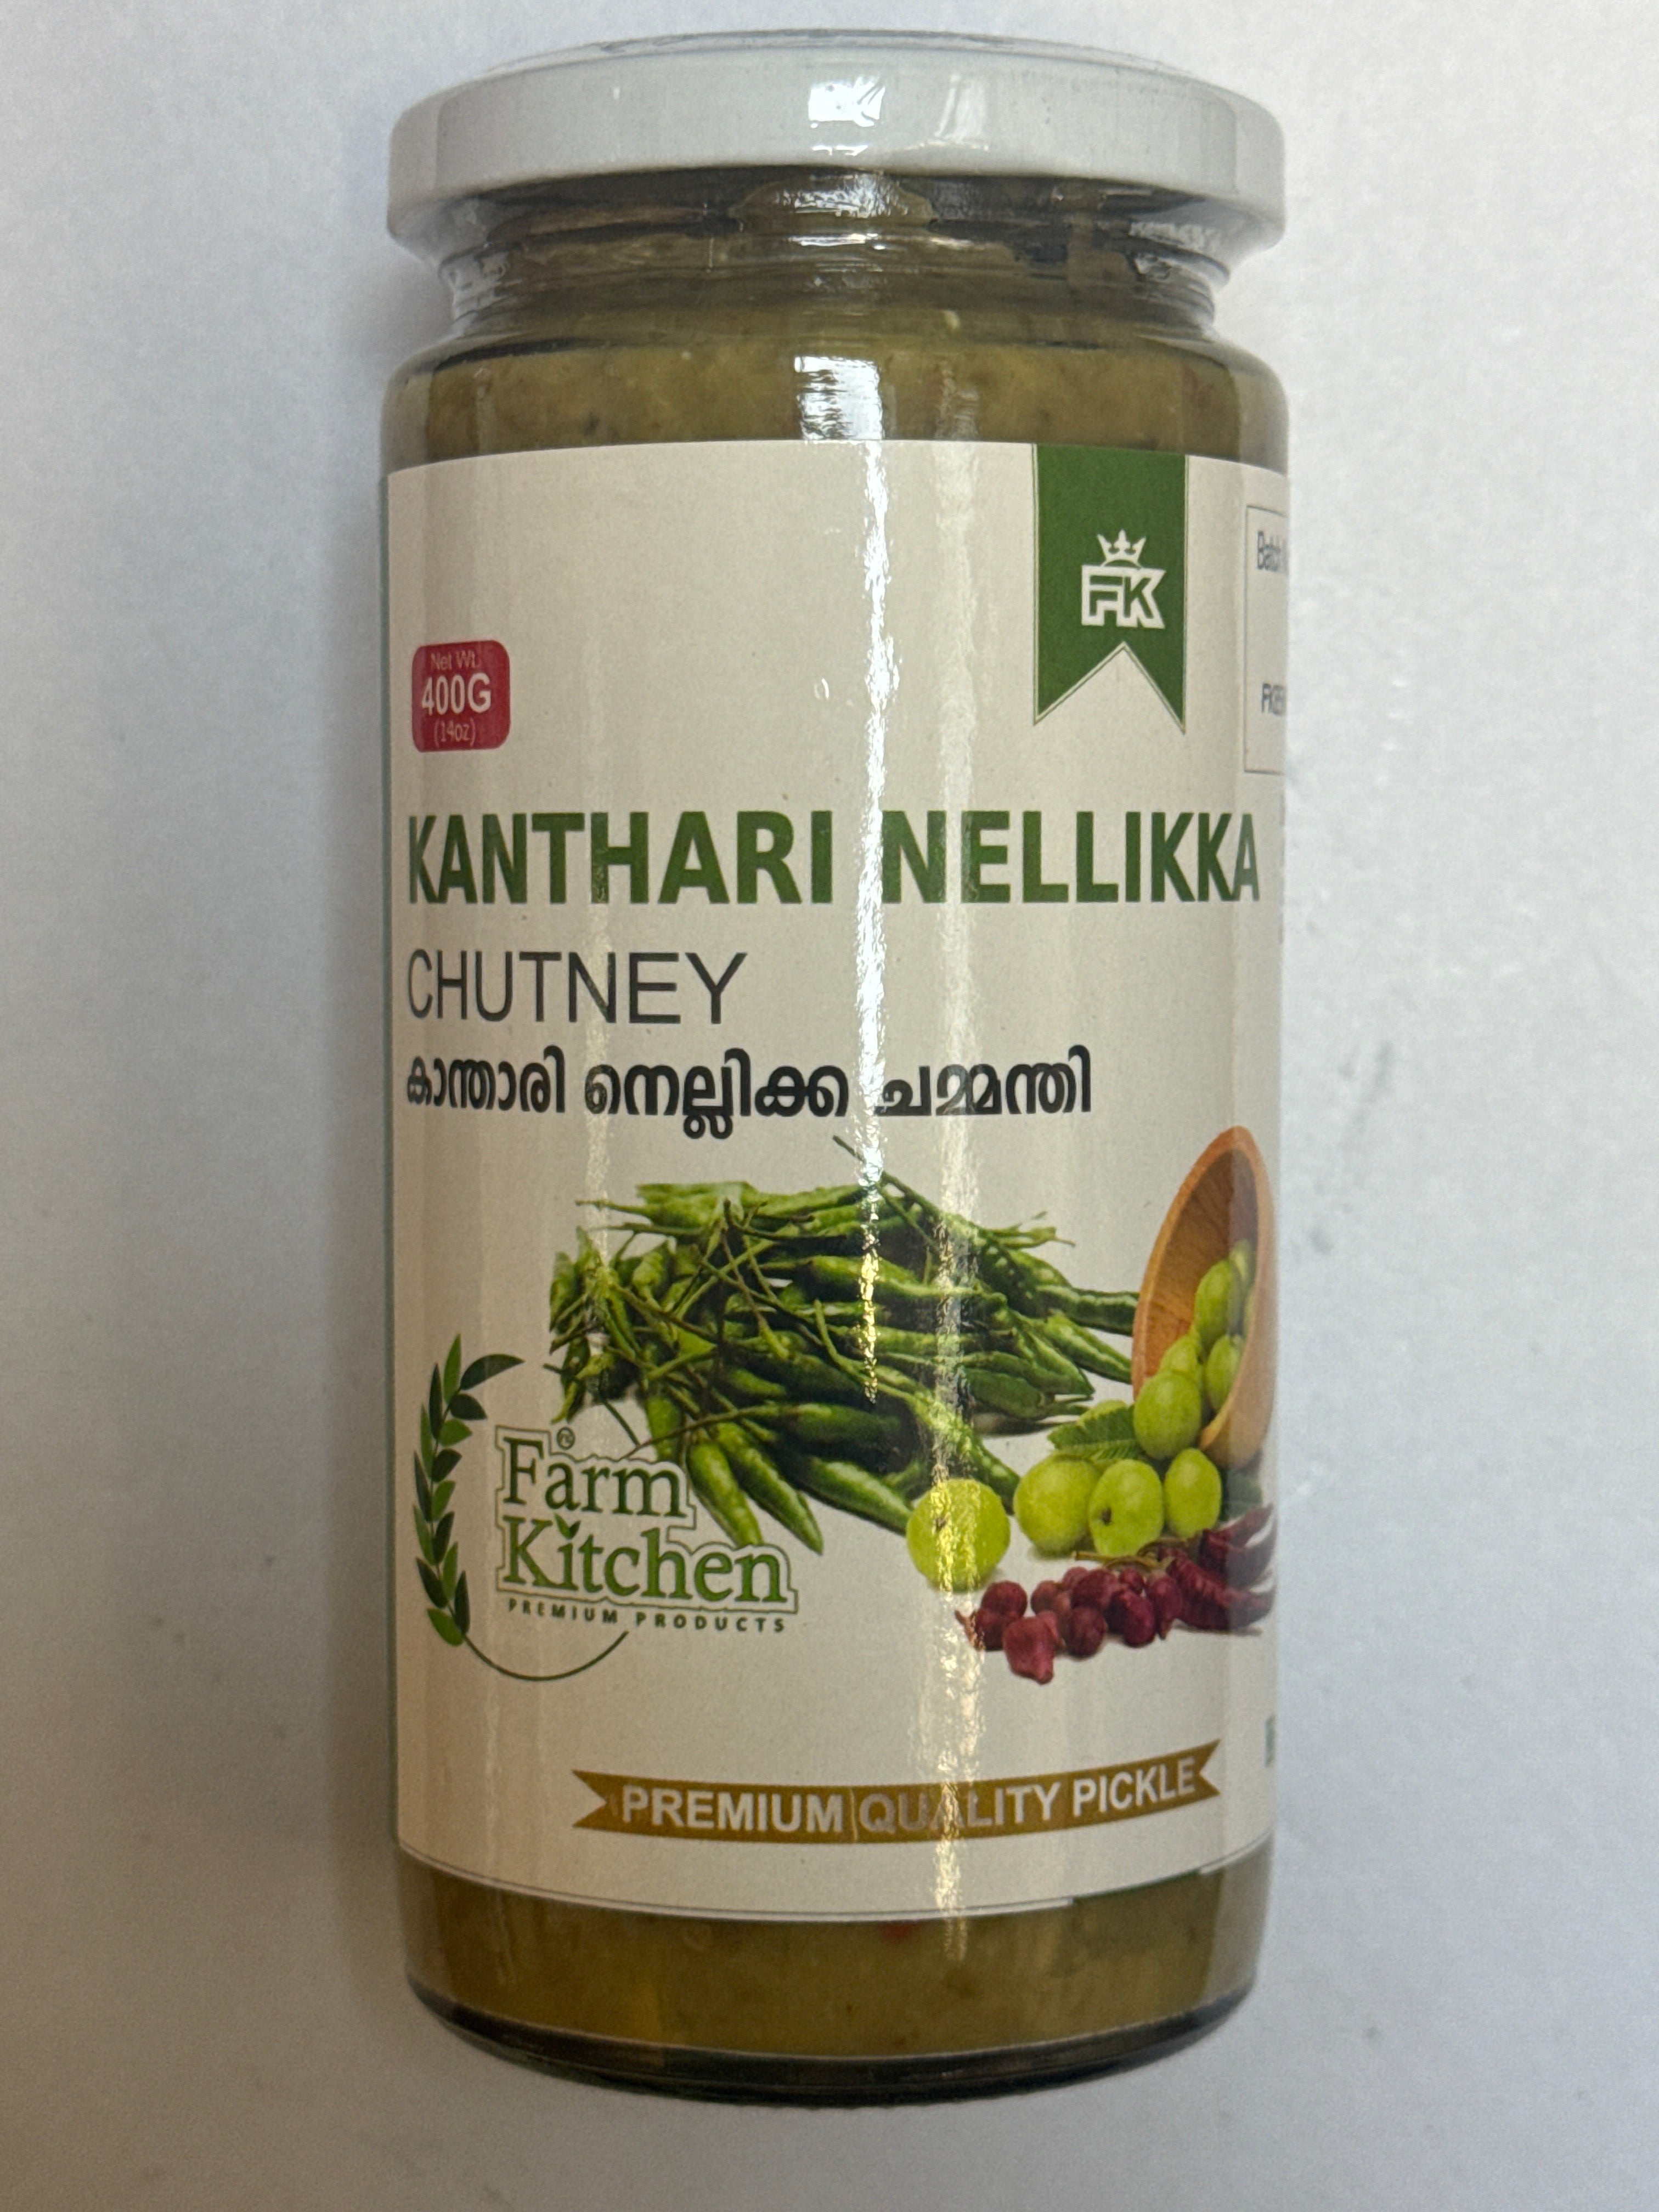 FK
Net Wt.
400G
(14oz)
KANTHARI NELLIKKA
CHUTNEY
കാന്താരി നെല്ലിക്ക ചമ്മന്തി
Farm
Kitchen
PREMIUM PRODUCTS
PREMIUM QUALITY PICKLE